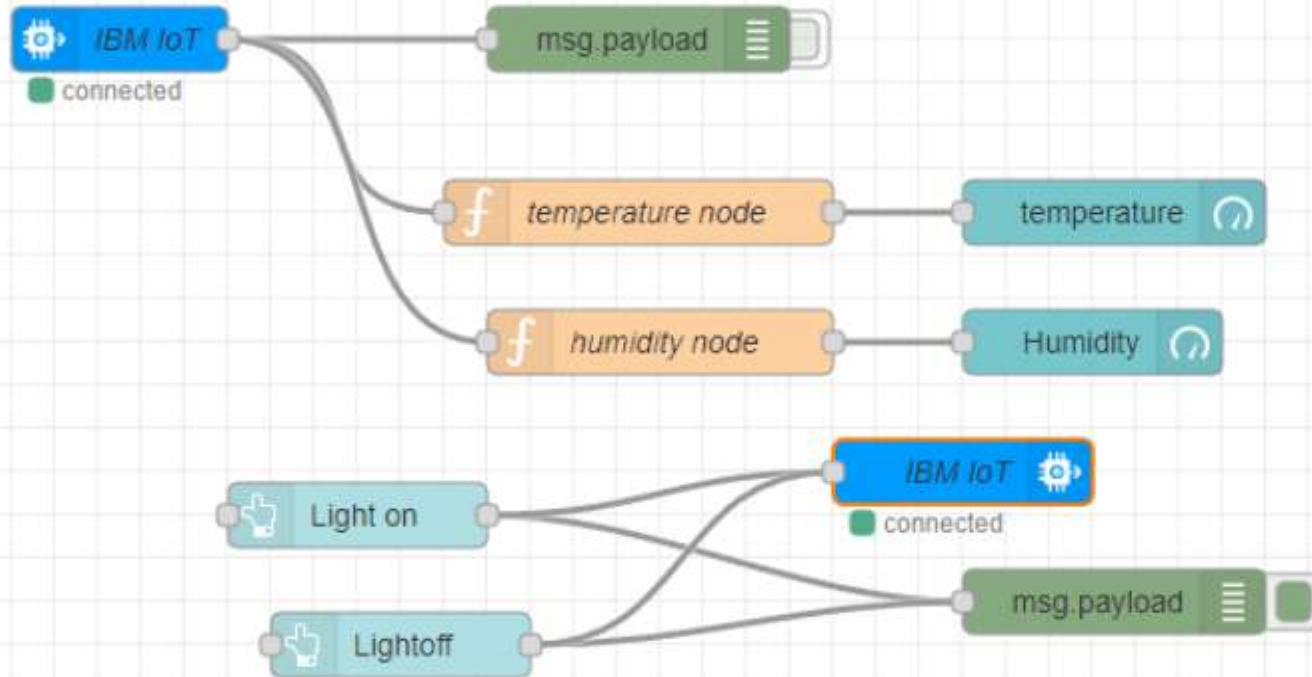 IBM IoT
msg.payload
connected
temperature node
temperature
humidity node
Humidity
IBM IoT
Light on
connected
msg.payload
Lightoff